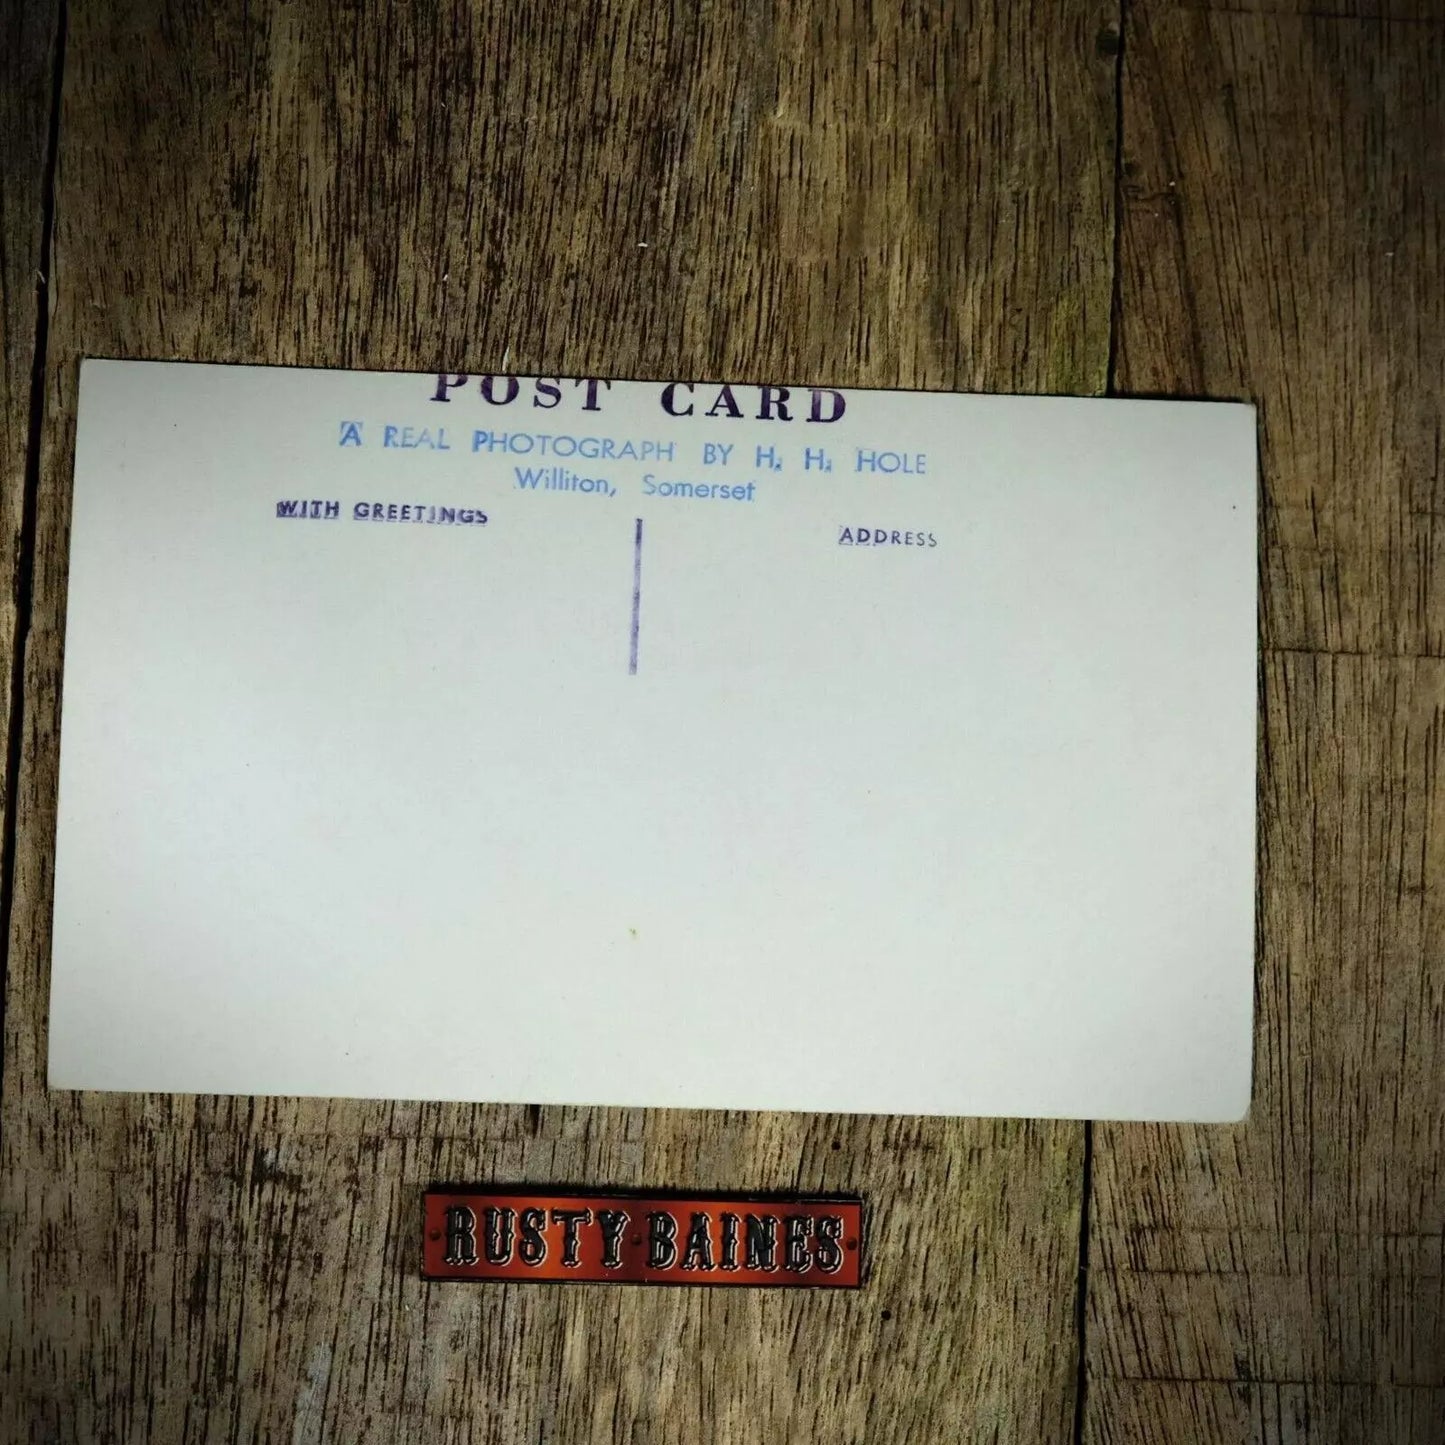 POST CARD
A REAL PHOTOGRAPH BY H. H. HOLE
Williton, Somerset
WITH GREETINGS
ADDRESS
RUSTY BAINES